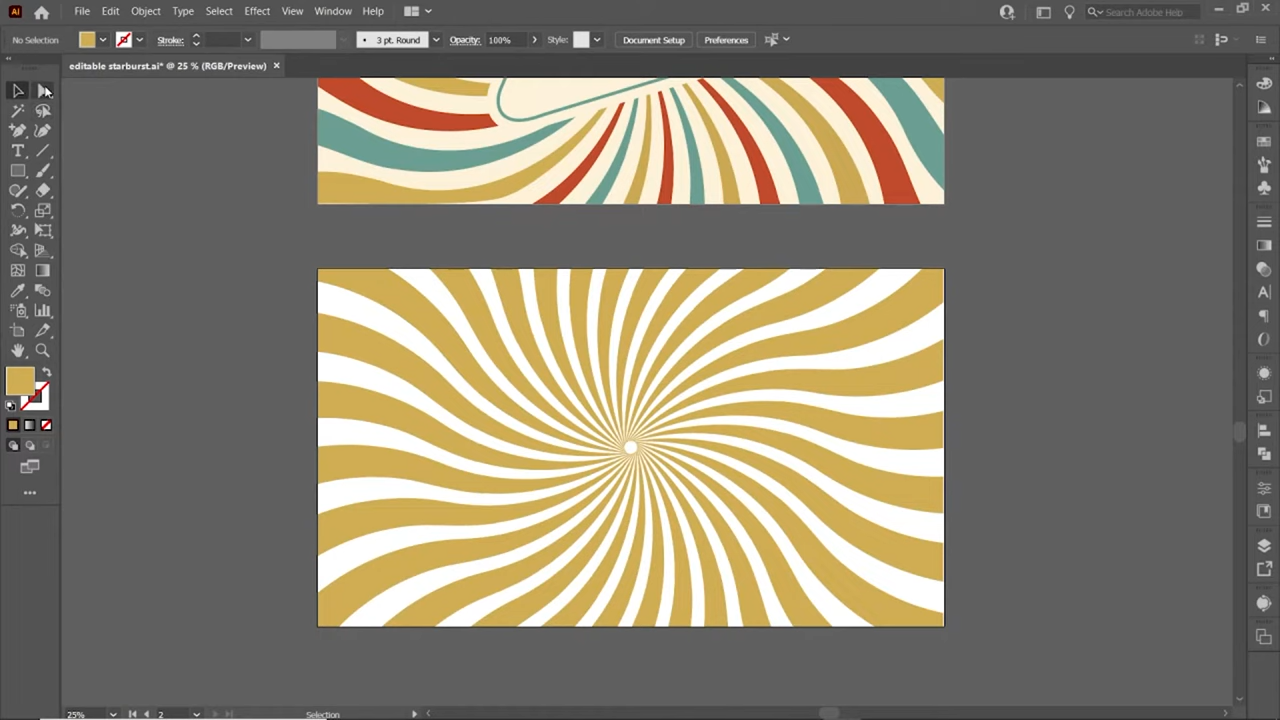 Ai File Edit Object Type Select Effect View Window Help Search Adobe Help
No Selection Stroke: 3 pt. Round Opacity: 100% Style: Document Setup Preferences
editable starburst.ai* @ 25 % (RGB/Preview)
25% 2 Selection